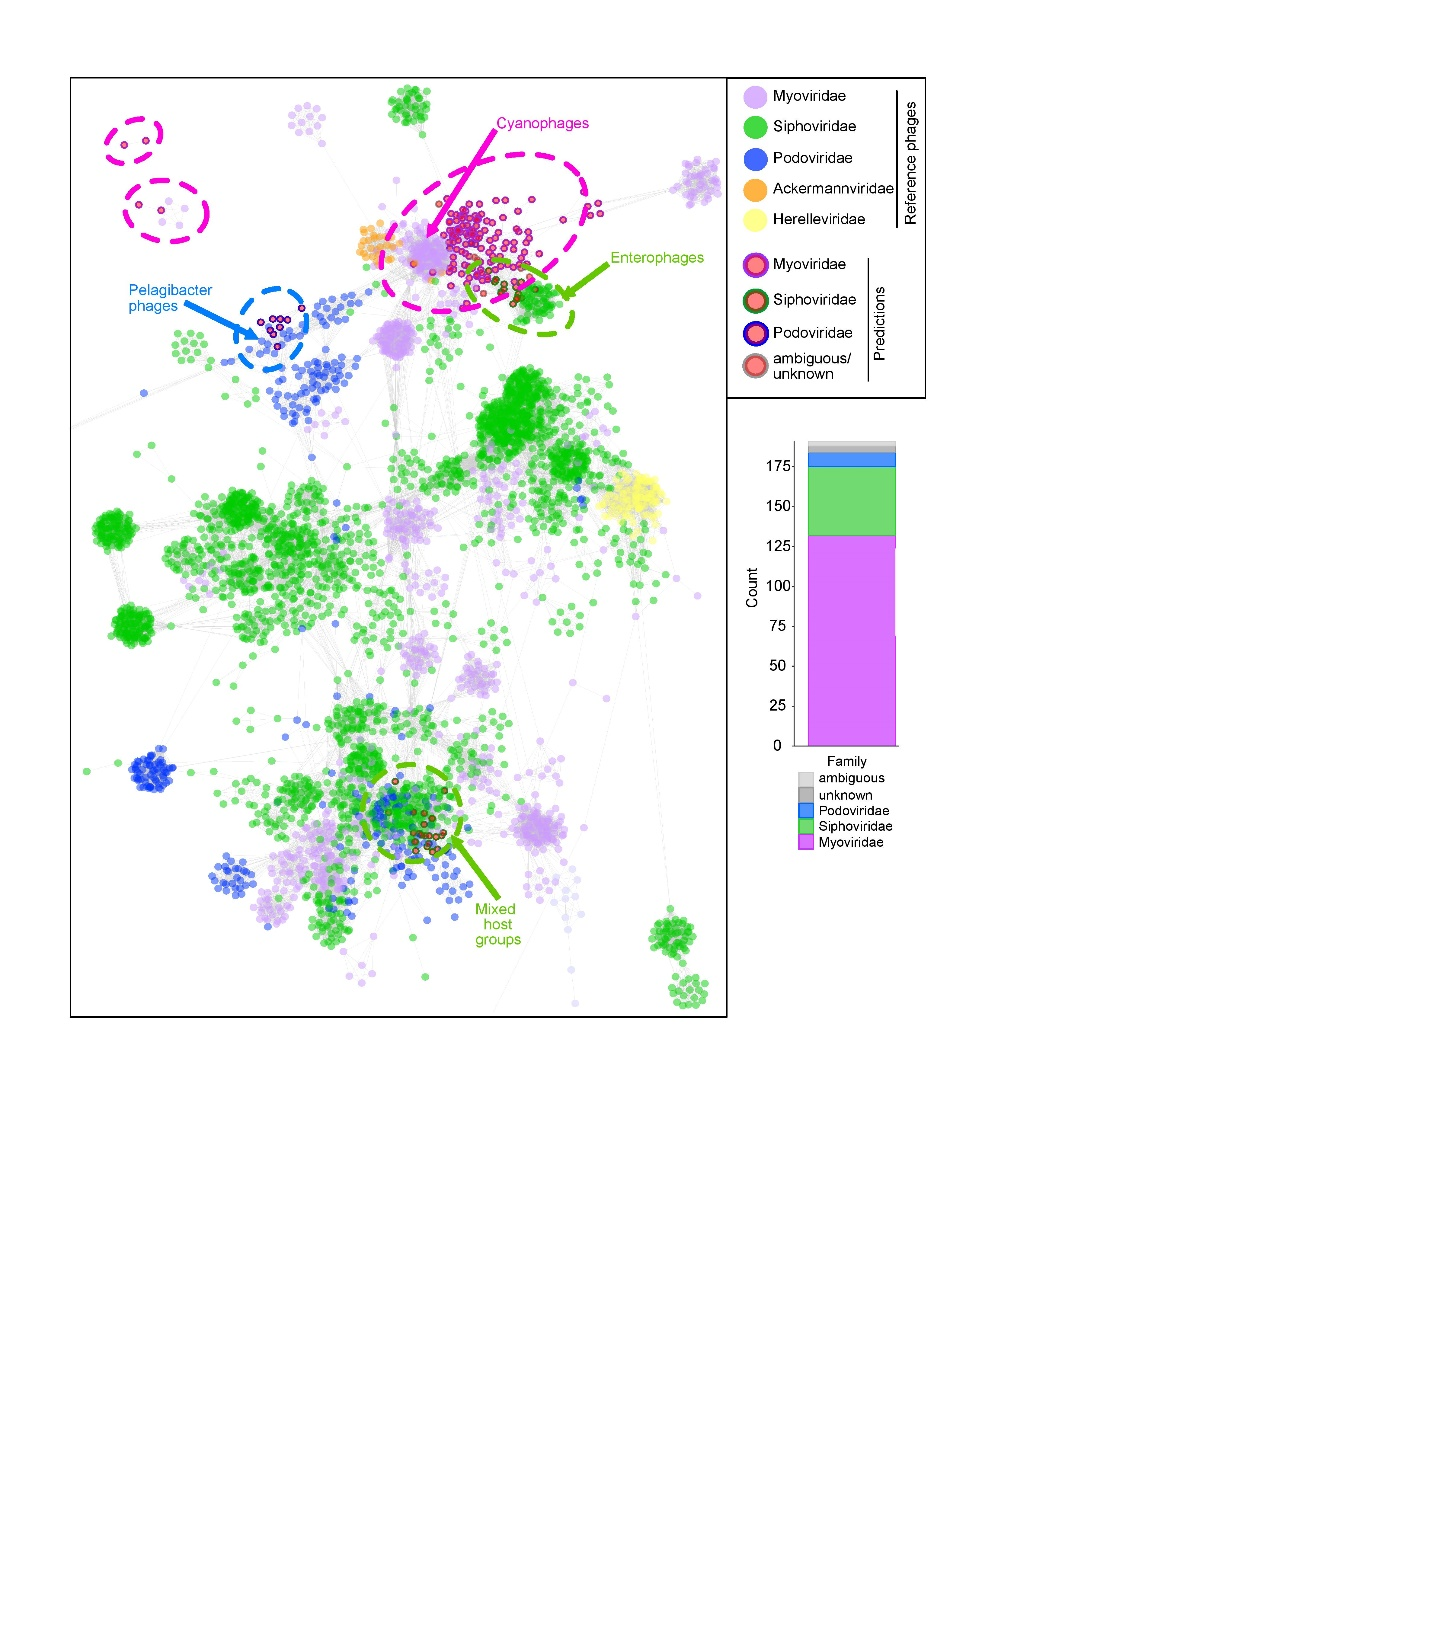 Cyanophages
Enterophages
Pelagibacter
phages
Mixed
host
groups
Myoviridae
Siphoviridae
Podoviridae
Ackermannviridae
Herelleviridae
Reference phages
Myoviridae
Siphoviridae
Podoviridae
ambiguous/
unknown
Predictions
175
150
125
100
75
50
25
0
Count
Family
ambiguous
unknown
Podoviridae
Siphoviridae
Myoviridae